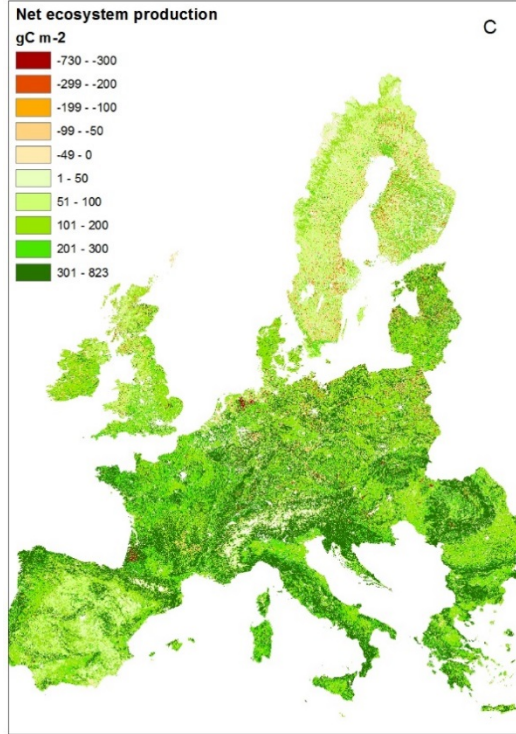 Net ecosystem production
gC m-2
C
-730 - -300
-299 - -200
-199 - -100
-99 - -50
-49 - 0
1 - 50
51 - 100
101 - 200
201 - 300
301 - 823